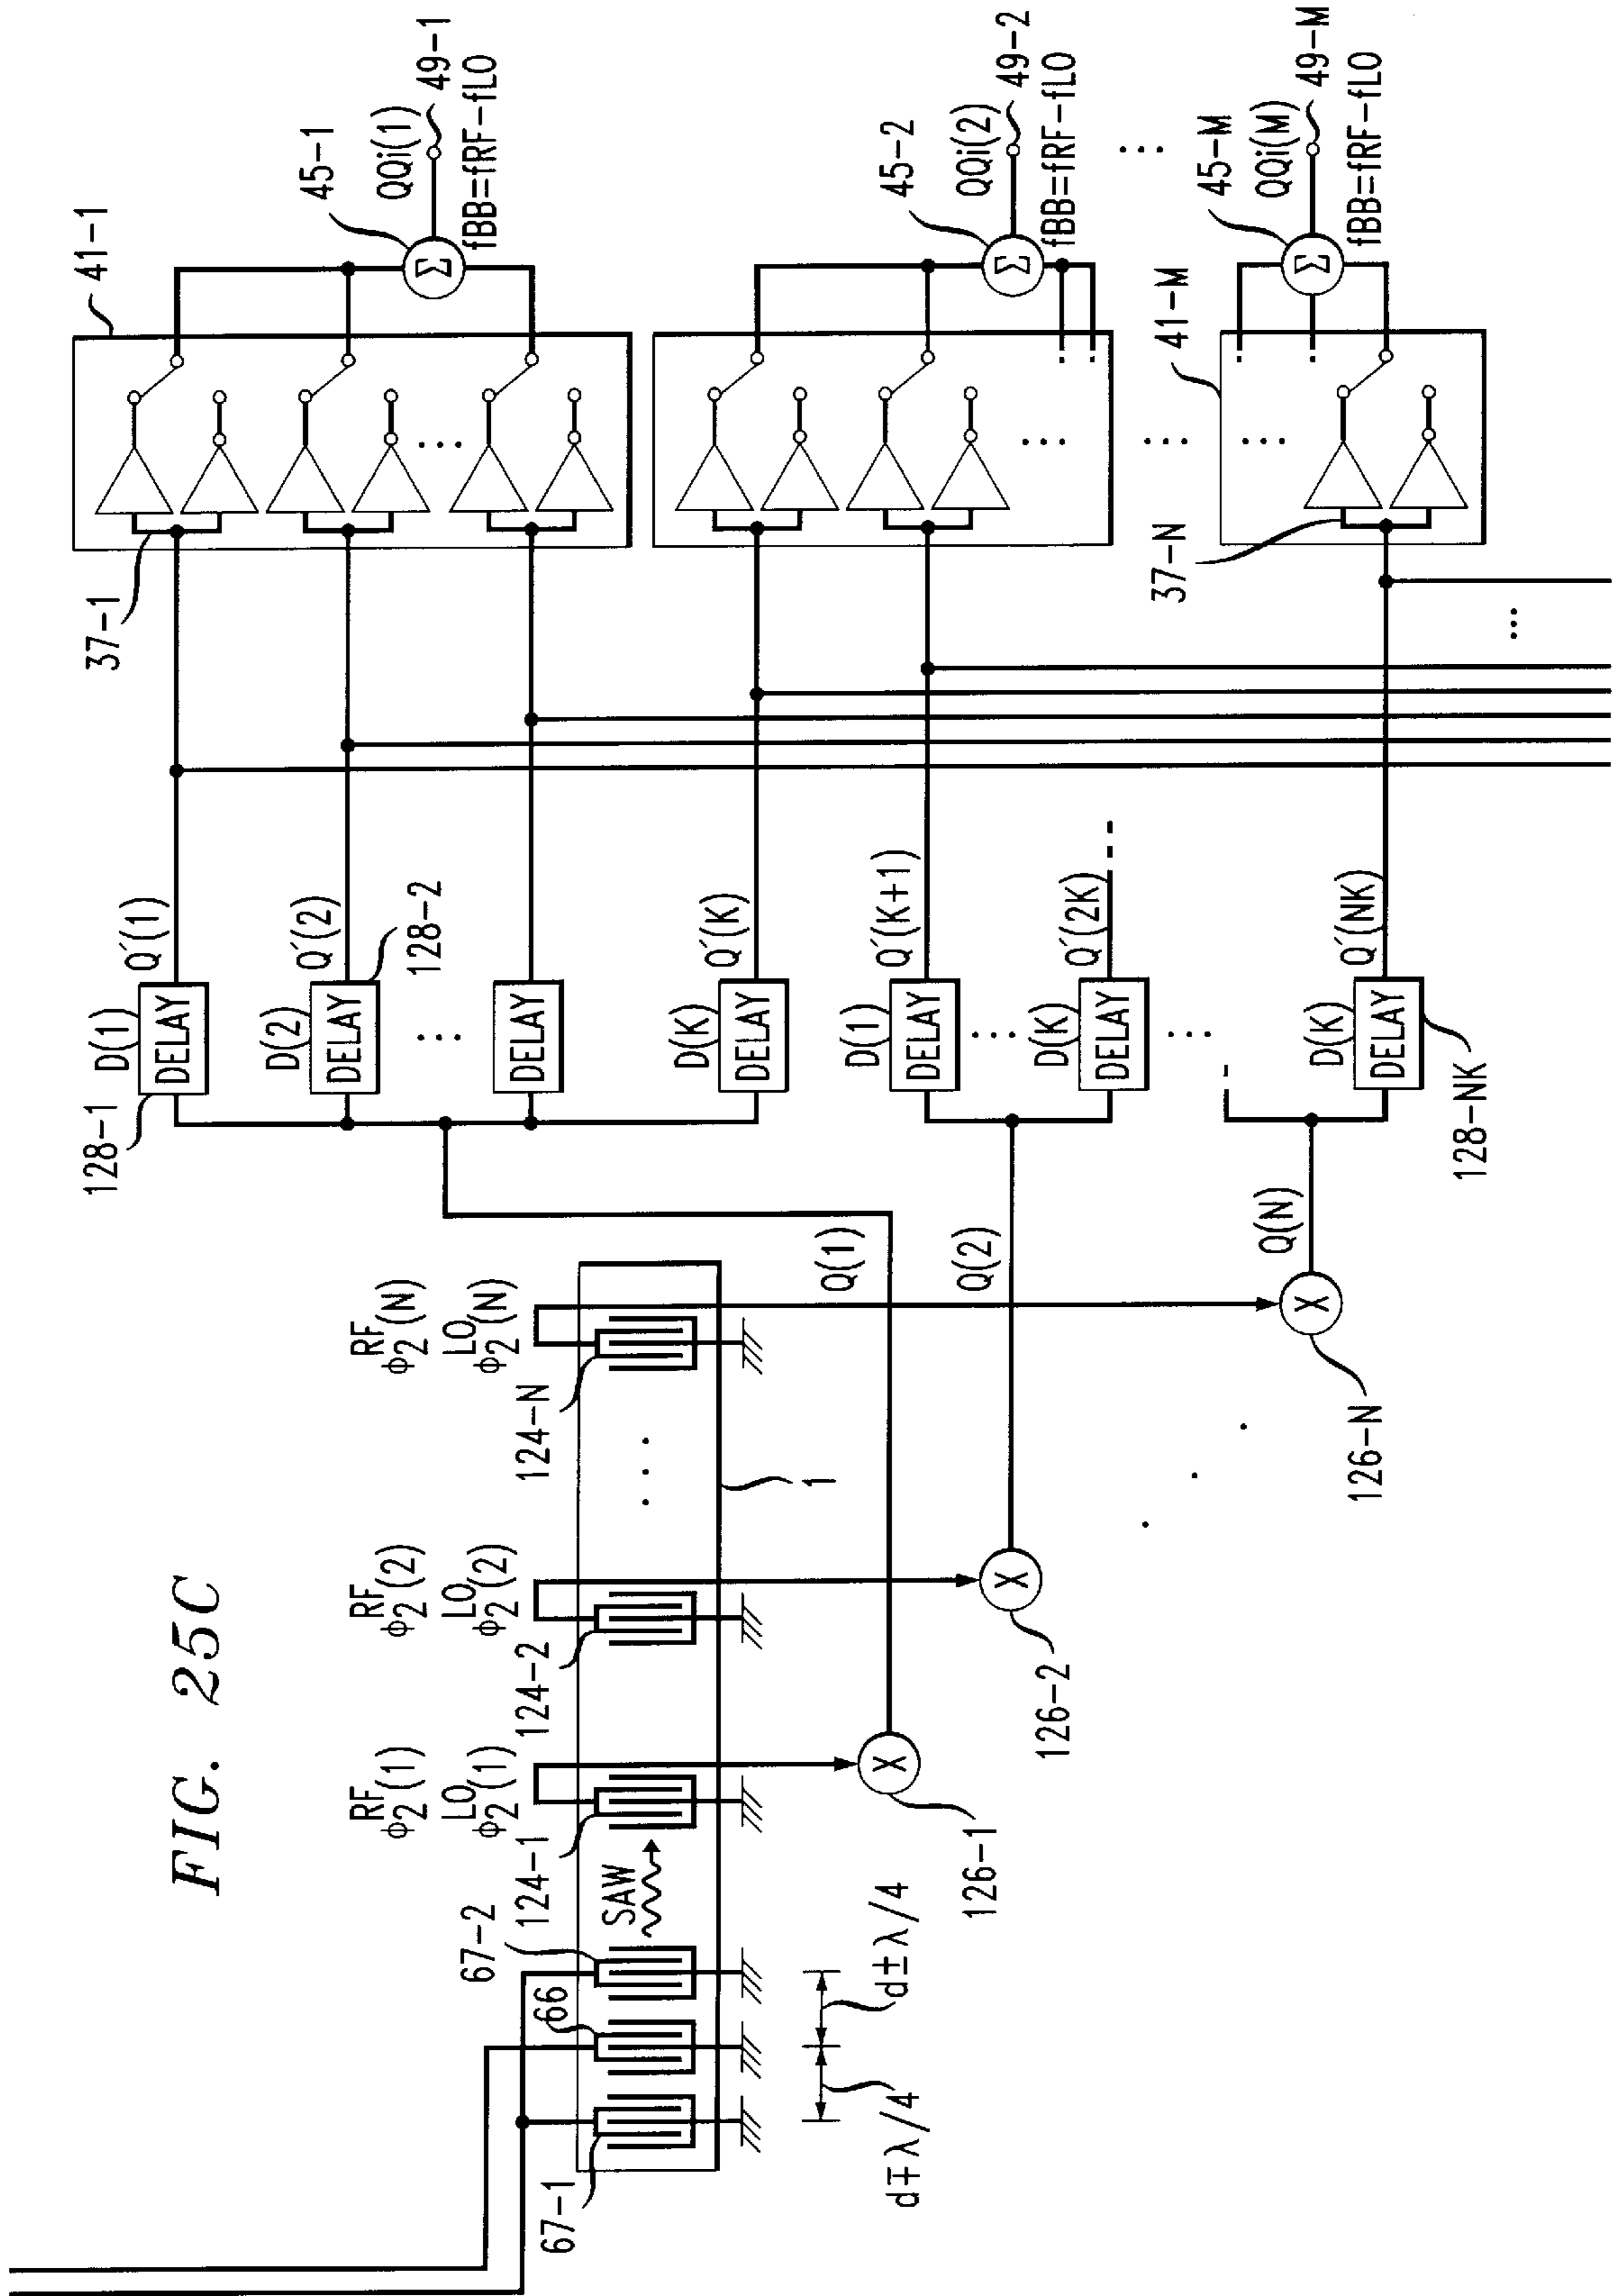 FIG. 25C
67-1
66
67-2
SAW
124-1
124-2
124-N
RF
ϕ2(1)
LO
ϕ2(1)
RF
ϕ2(2)
LO
ϕ2(2)
RF
ϕ2(N)
LO
ϕ2(N)
. . .
1
d∓λ/4
d±λ/4
X
126-1
X
126-2
X
126-N
Q(1)
Q(2)
Q(N)
128-1
D(1)
DELAY
Q´(1)
D(2)
DELAY
Q´(2)
128-2
...
DELAY
D(K)
DELAY
Q´(K)
D(1)
DELAY
Q´(K+1)
...
D(K)
DELAY
Q´(2K)
...
D(K)
DELAY
Q´(NK)
128-NK
37-1
41-1
...
45-1
Σ
QQi(1)
49-1
fBB=fRF-fLO
...
45-2
Σ
QQi(2)
49-2
fBB=fRF-fLO
...
...
37-N
41-M
...
45-M
Σ
QQi(M)
49-M
fBB=fRF-fLO
...